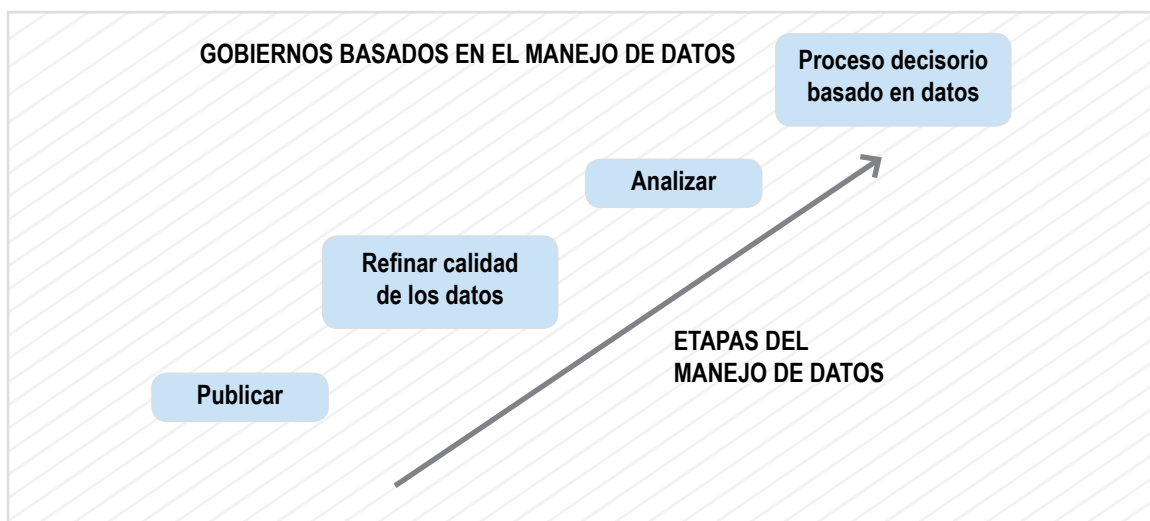 GOBIERNOS BASADOS EN EL MANEJO DE DATOS
Proceso decisorio
basado en datos
Analizar
Refinar calidad
de los datos
ETAPAS DEL
MANEJO DE DATOS
Publicar